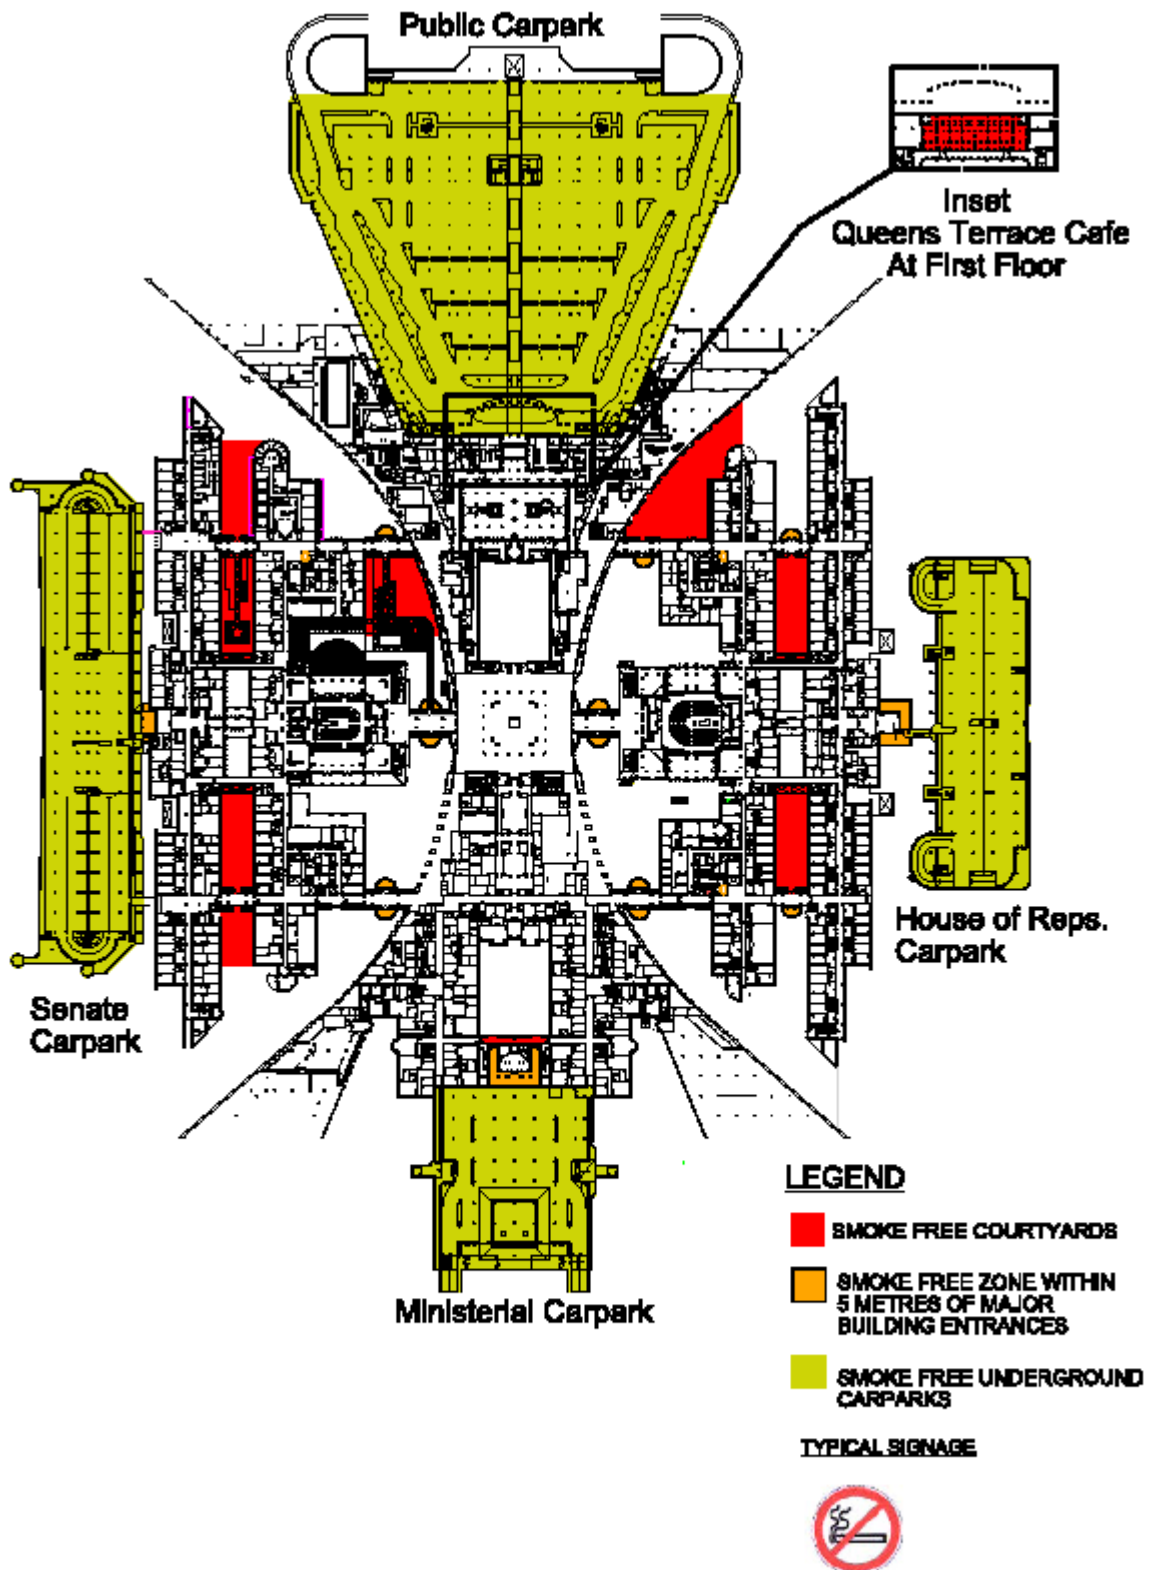 Public Carpark
Inset
Queens Terrace Cafe
At First Floor
House of Reps.
Carpark
Senate
Carpark
Ministerial Carpark
LEGEND
SMOKE FREE COURTYARDS
SMOKE FREE ZONE WITHIN
5 METRES OF MAJOR
BUILDING ENTRANCES
SMOKE FREE UNDERGROUND
CARPARKS
TYPICAL SIGNAGE